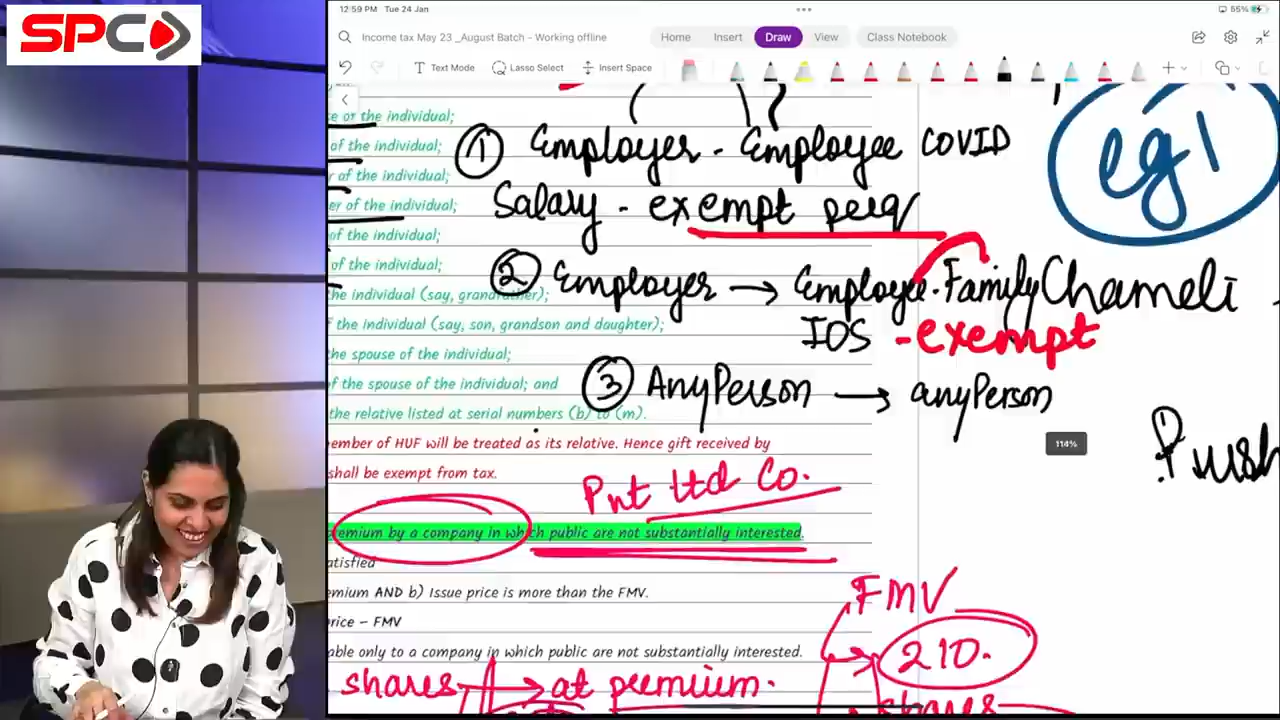 SPC
12:59 PM Tue 24 Jan
55%
Income tax May 23 _August Batch - Working offline
Home Insert Draw View Class Notebook
Text Mode Lasso Select Insert Space
of the individual;
① Employer - Employee COVID
eg 1
of the individual;
of the individual;
er of the individual;
Salary - exempt perq
of the individual;
of the individual;
② Employer → Employee. Family Chameli
the individual (say, grandfather);
f the individual (say, son, grandson and daughter);
IOS - exempt
the spouse of the individual;
of the spouse of the individual; and
③ Any Person → any Person
the relative listed at serial numbers (b) to (m).
ember of HUF will be treated as its relative. Hence gift received by
114%
shall be exempt from tax.
Pvt Ltd Co.
emium by a company in which public are not substantially interested.
atisfied
emium AND b) Issue price is more than the FMV.
FMV
rice – FMV
able only to a company in which public are not substantially interested.
210.
shares → at premium.
shares